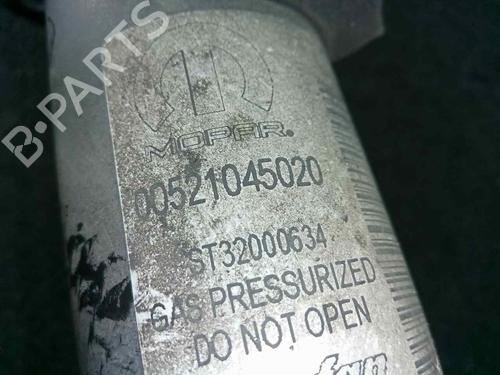 B-PARTS
MOPAR®
00521045020
ST32000634
GAS PRESSURIZED
DO NOT OPEN